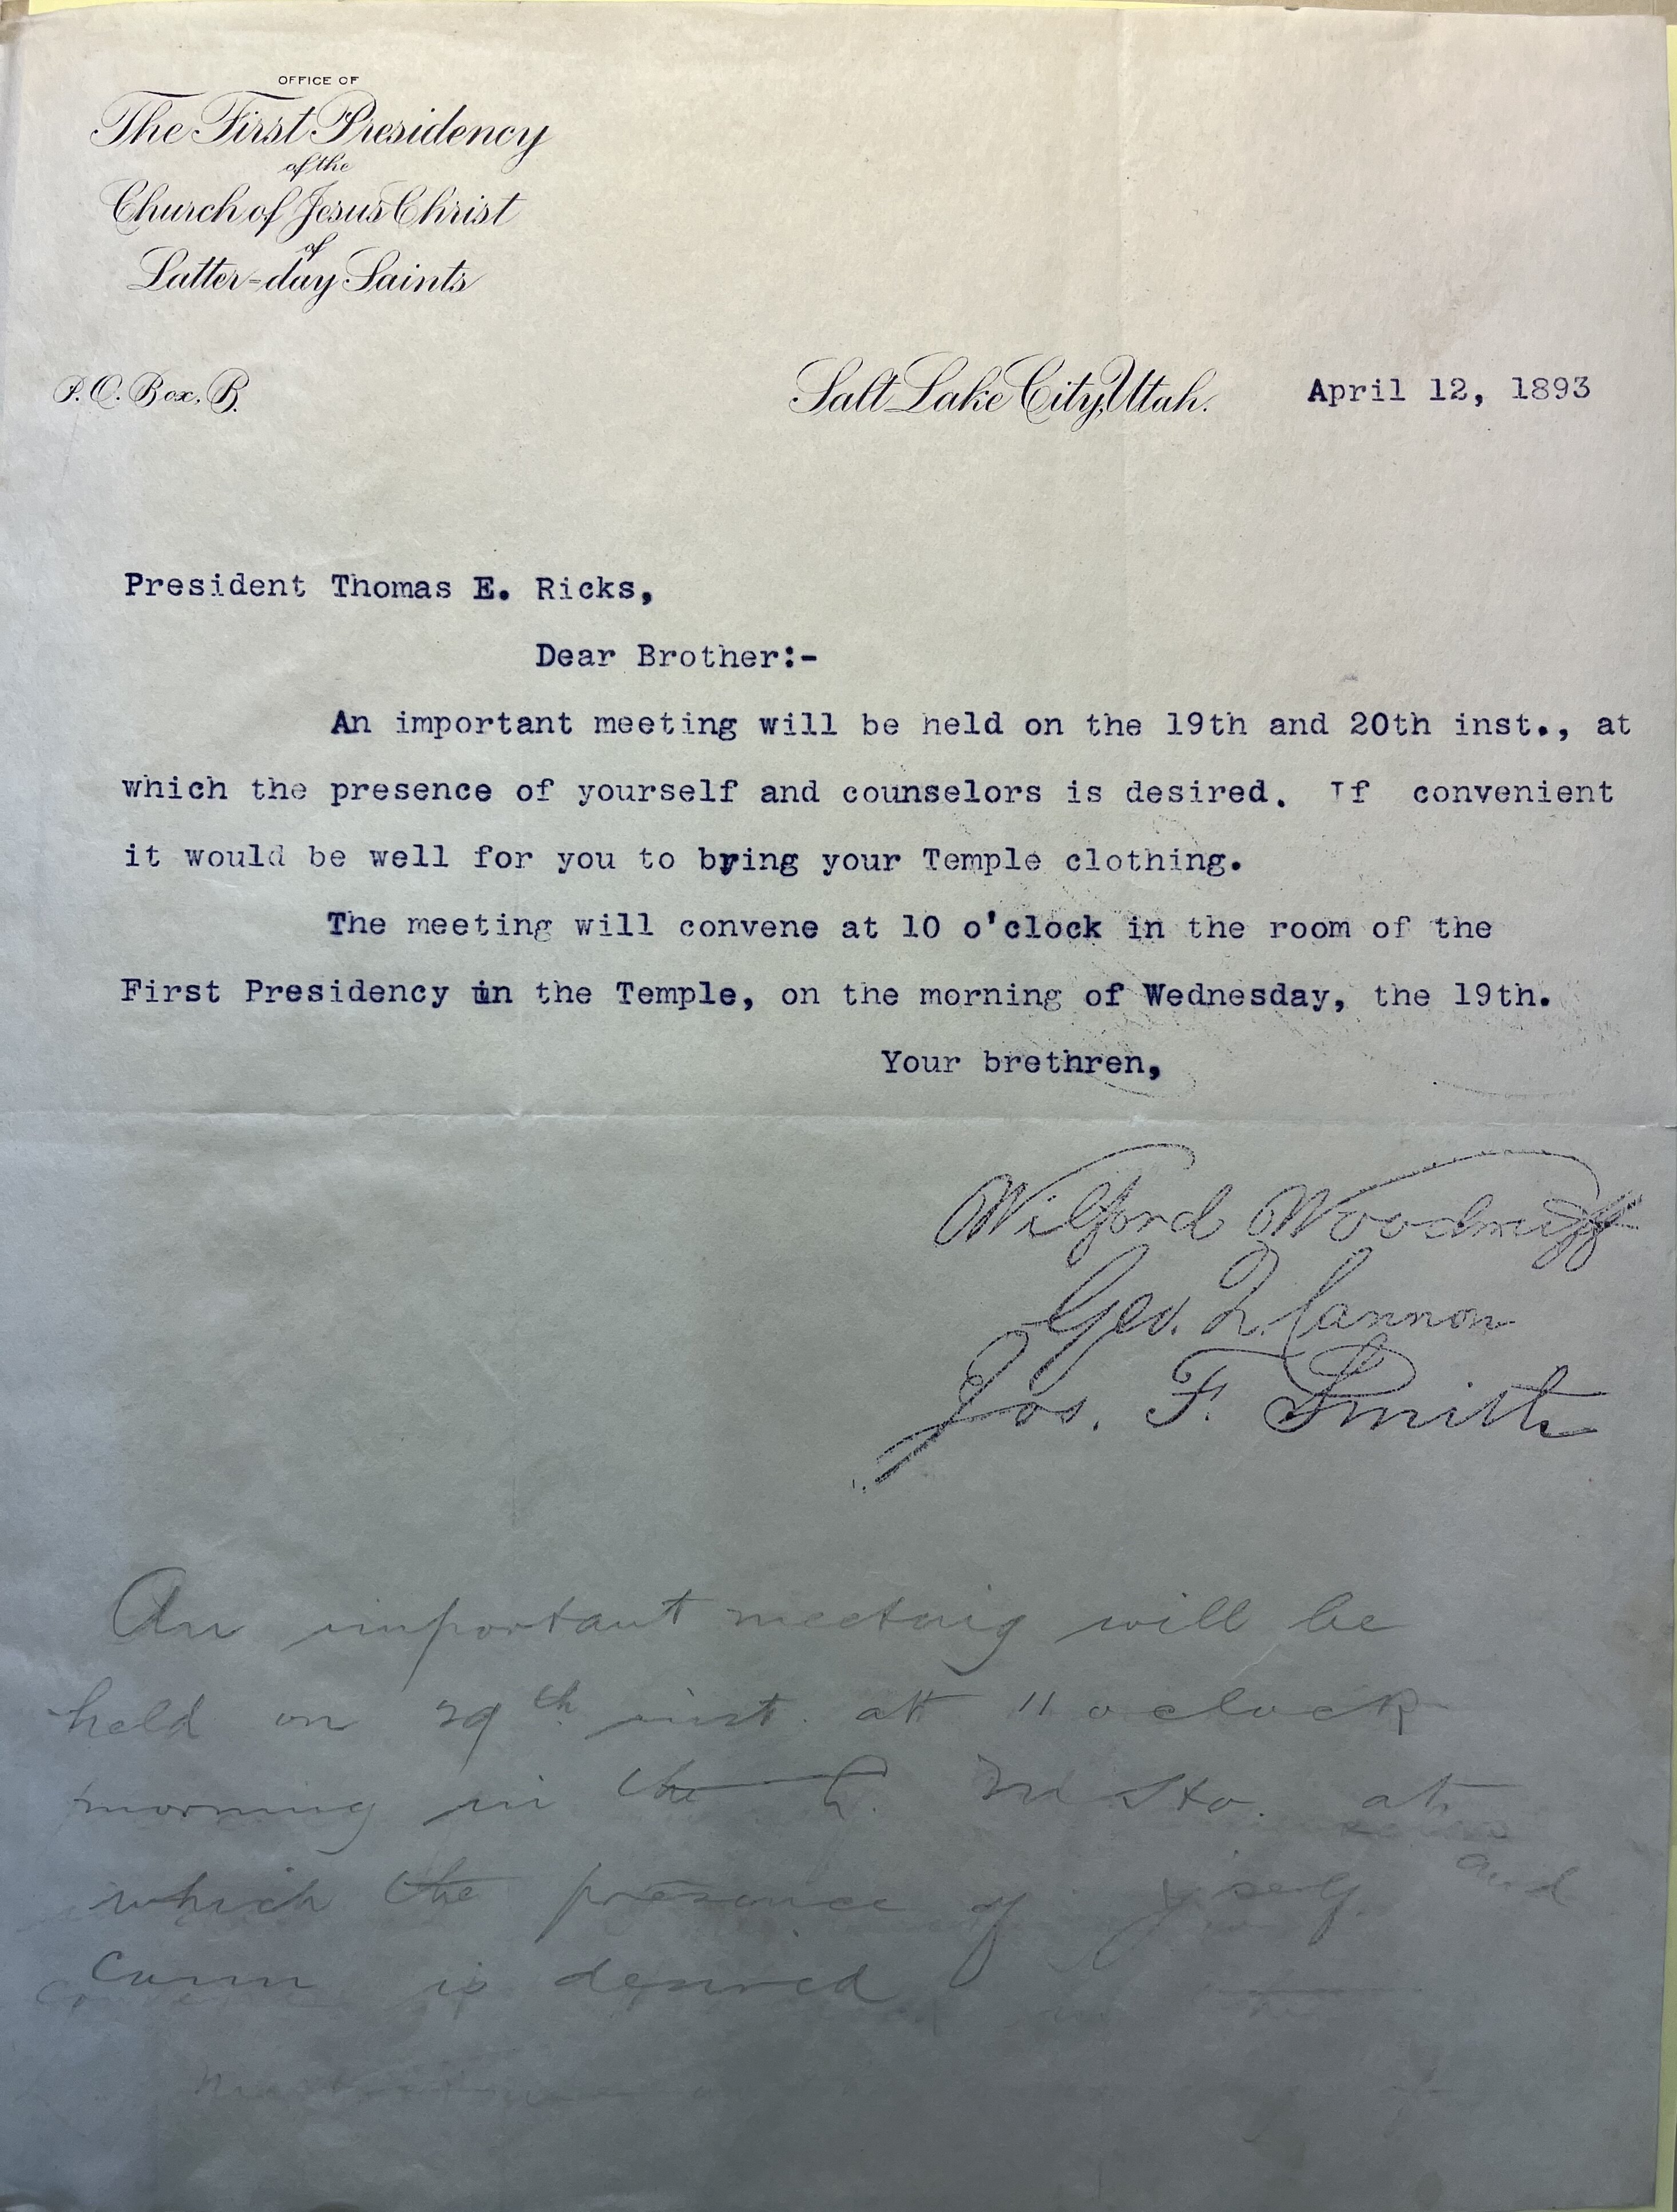 OFFICE OF
The First Presidency
of the
Church of Jesus Christ
of
Latter-day Saints
P.O. Box, B.
Salt Lake City, Utah. April 12, 1893
President Thomas E. Ricks,
Dear Brother:-
An important meeting will be held on the 19th and 20th inst., at
which the presence of yourself and counselors is desired. If convenient
it would be well for you to bring your Temple clothing.
The meeting will convene at 10 o'clock in the room of the
First Presidency in the Temple, on the morning of Wednesday, the 19th.
Your brethren,
Wilford Woodruff
Geo. Q. Cannon
Jos. F. Smith
An important meeting will be
held on 29th inst. at 11 o clock
morning in the Sto. at
which the presence of yself and
Coun is desired